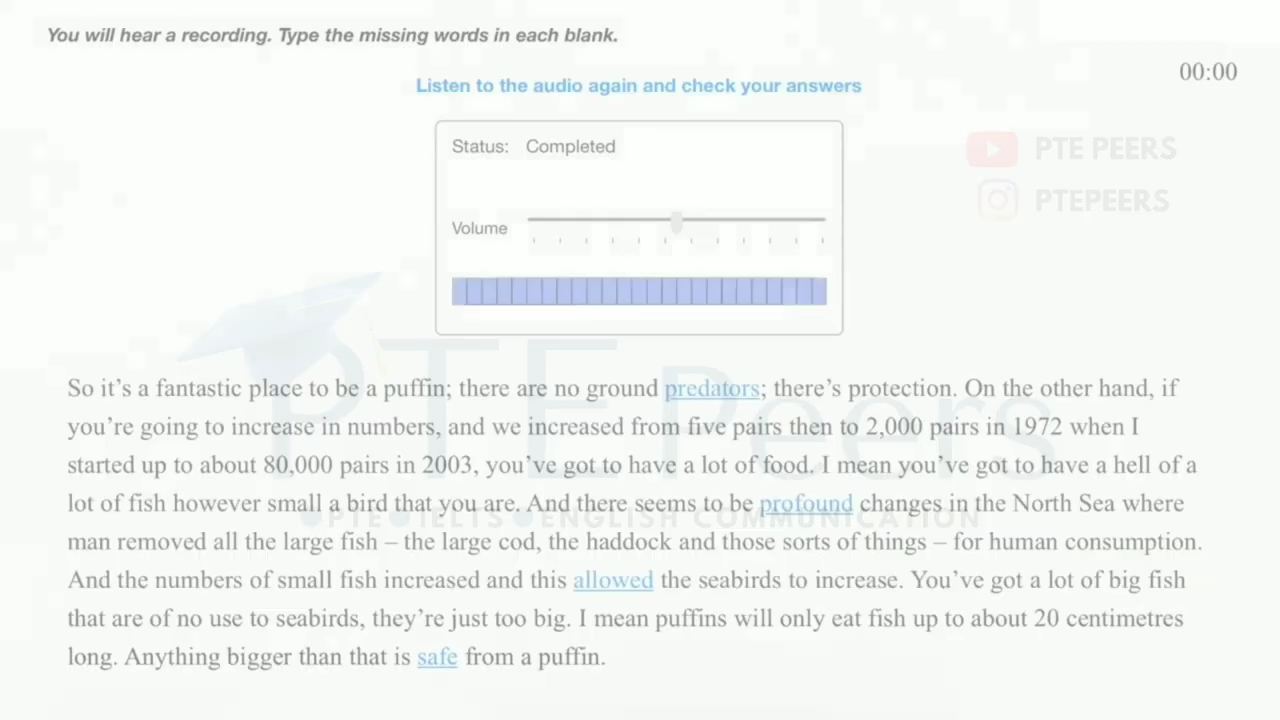 You will hear a recording. Type the missing words in each blank.
00:00
Listen to the audio again and check your answers
Status: Completed
PTE PEERS
PTEPEERS
Volume
PTE Peers
PTE IELTS ENGLISH COMMUNICATION
So it’s a fantastic place to be a puffin; there are no ground predators; there’s protection. On the other hand, if
you’re going to increase in numbers, and we increased from five pairs then to 2,000 pairs in 1972 when I
started up to about 80,000 pairs in 2003, you’ve got to have a lot of food. I mean you’ve got to have a hell of a
lot of fish however small a bird that you are. And there seems to be profound changes in the North Sea where
man removed all the large fish – the large cod, the haddock and those sorts of things – for human consumption.
And the numbers of small fish increased and this allowed the seabirds to increase. You’ve got a lot of big fish
that are of no use to seabirds, they’re just too big. I mean puffins will only eat fish up to about 20 centimetres
long. Anything bigger than that is safe from a puffin.